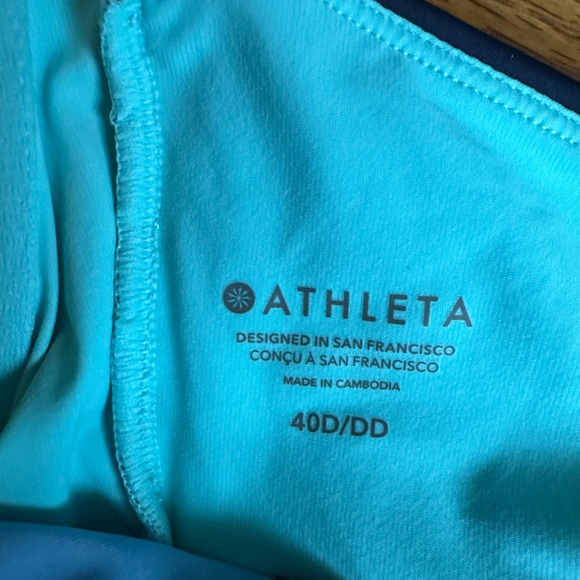 ATHLETA
DESIGNED IN SAN FRANCISCO
CONÇU À SAN FRANCISCO
MADE IN CAMBODIA
40D/DD